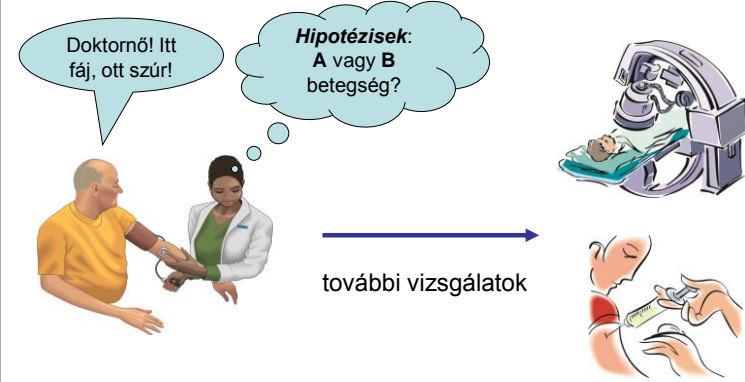 Doktornő! Itt
fáj, ott szúr!
Hipotézisek:
A vagy B
betegség?
további vizsgálatok